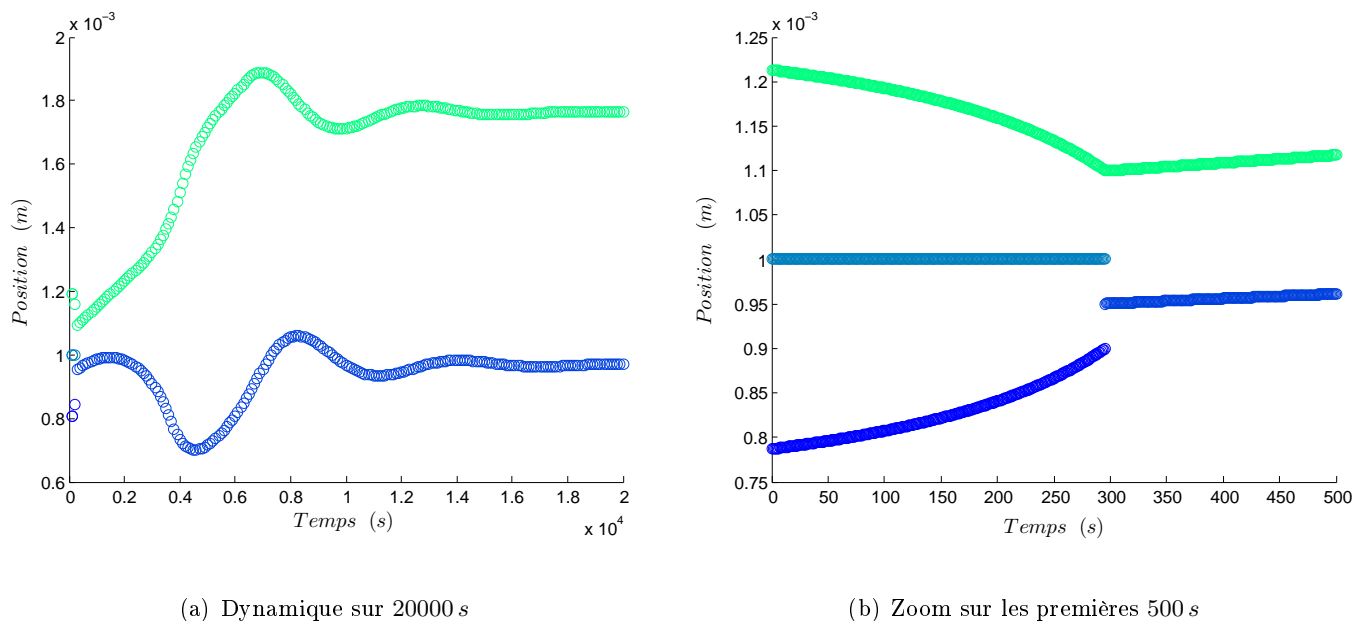 x 10⁻³
2
1.8
1.6
1.4
1.2
1
0.8
0.6
0 0.2 0.4 0.6 0.8 1 1.2 1.4 1.6 1.8 2
x 10⁴
Position (m)
Temps (s)
(a) Dynamique sur 20000 s
x 10⁻³
1.25
1.2
1.15
1.1
1.05
1
0.95
0.9
0.85
0.8
0.75
0 50 100 150 200 250 300 350 400 450 500
Position (m)
Temps (s)
(b) Zoom sur les premières 500 s